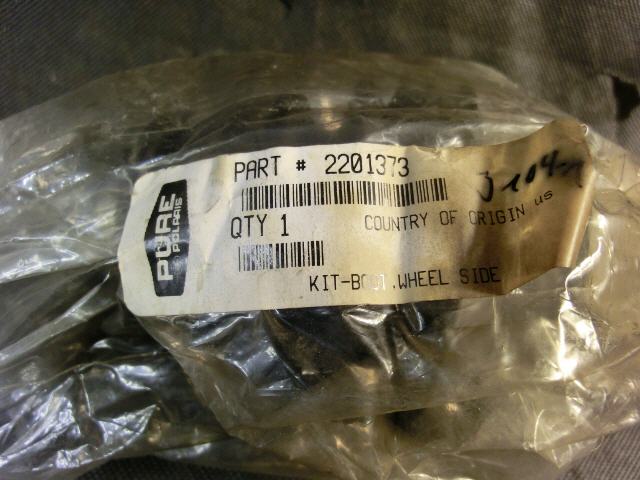 PURE
POLARIS
PART # 2201373
QTY 1
COUNTRY OF ORIGIN US
KIT-BOOT,WHEEL SIDE